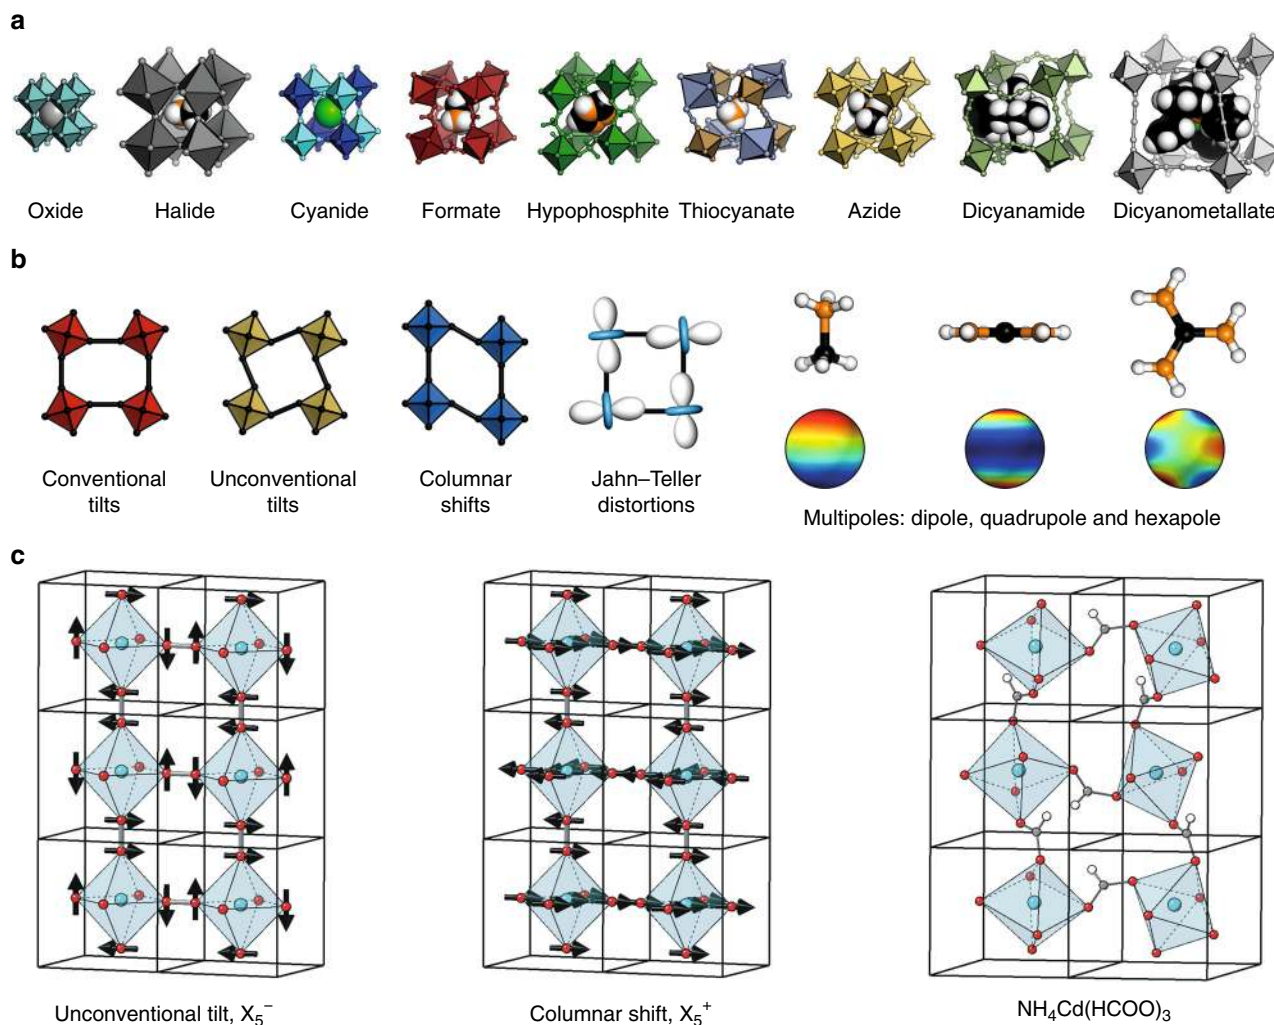 a
Oxide
Halide
Cyanide
Formate
Hypophosphite
Thiocyanate
Azide
Dicyanamide
Dicyanometallate
b
Conventional
tilts
Unconventional
tilts
Columnar
shifts
Jahn–Teller
distortions
Multipoles: dipole, quadrupole and hexapole
c
Unconventional tilt, X₅⁻
Columnar shift, X₅⁺
NH₄Cd(HCOO)₃